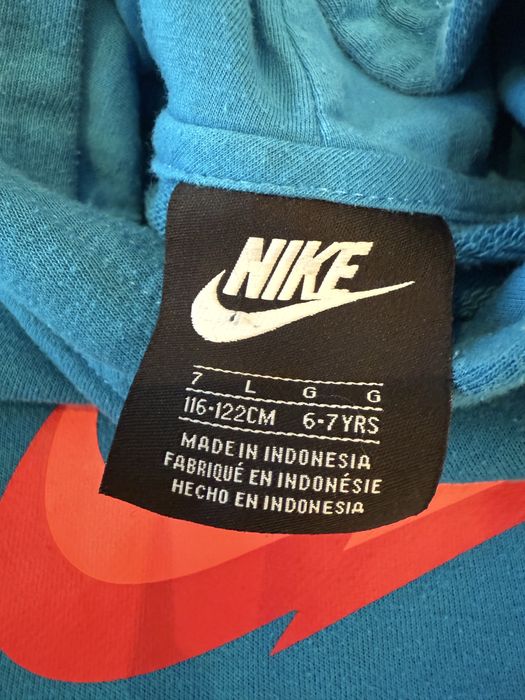 NIKE
7 L G G
116-122CM 6-7YRS
MADE IN INDONESIA
FABRIQUÉ EN INDONÉSIE
HECHO EN INDONESIA